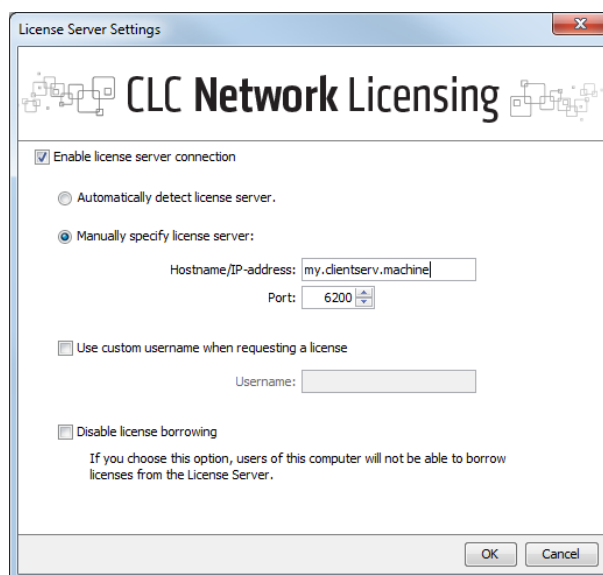 License Server Settings
CLC Network Licensing
Enable license server connection
Automatically detect license server.
Manually specify license server:
Hostname/IP-address: my.clientserv.machine
Port: 6200
Use custom username when requesting a license
Username:
Disable license borrowing
If you choose this option, users of this computer will not be able to borrow
licenses from the License Server.
OK Cancel